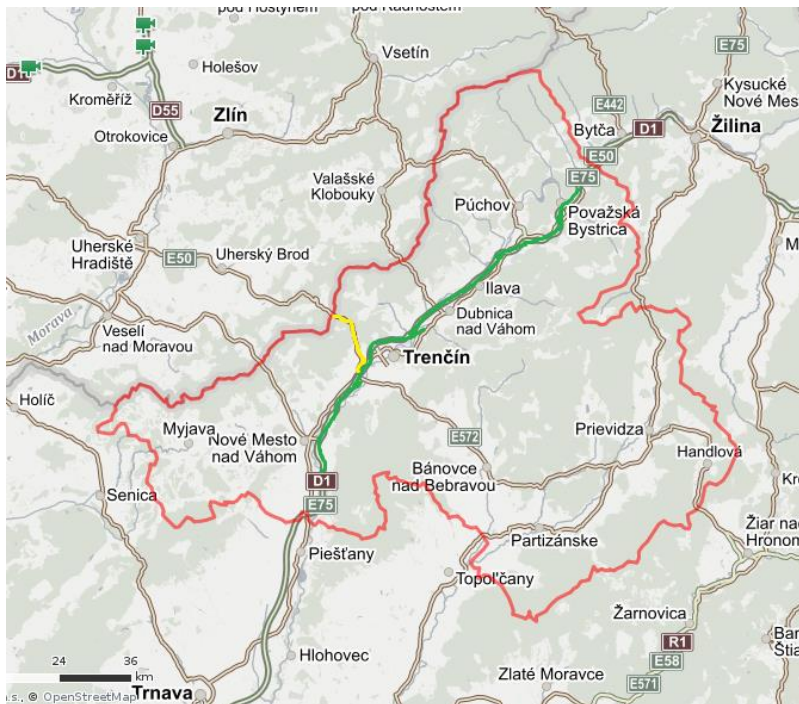 pod Hostýnem
pod Radhoštěm
D1
Holešov
Vsetín
E75
Kroměříž
D55
Kysucké
Nové Mes
Zlín
E442
Bytča
D1
Žilina
Otrokovice
E50
E75
Valašské
Klobouky
Púchov
Považská
Bystrica
Uherské
Hradiště
E50
Uherský Brod
M
Ilava
Morava
Dubnica
nad Váhom
Veselí
nad Moravou
Trenčín
Holíč
Myjava
Nové Mesto
nad Váhom
E572
Prievidza
Handlová
Bánovce
nad Bebravou
Senica
D1
E75
Kr
Partizánske
Žiar nad
Hronom
Piešťany
Topoľčany
Žarnovica
R1
Ban
Štia
Hlohovec
E58
24
36
km
Zlaté Moravce
E571
.s., © OpenStreetMap
Trnava